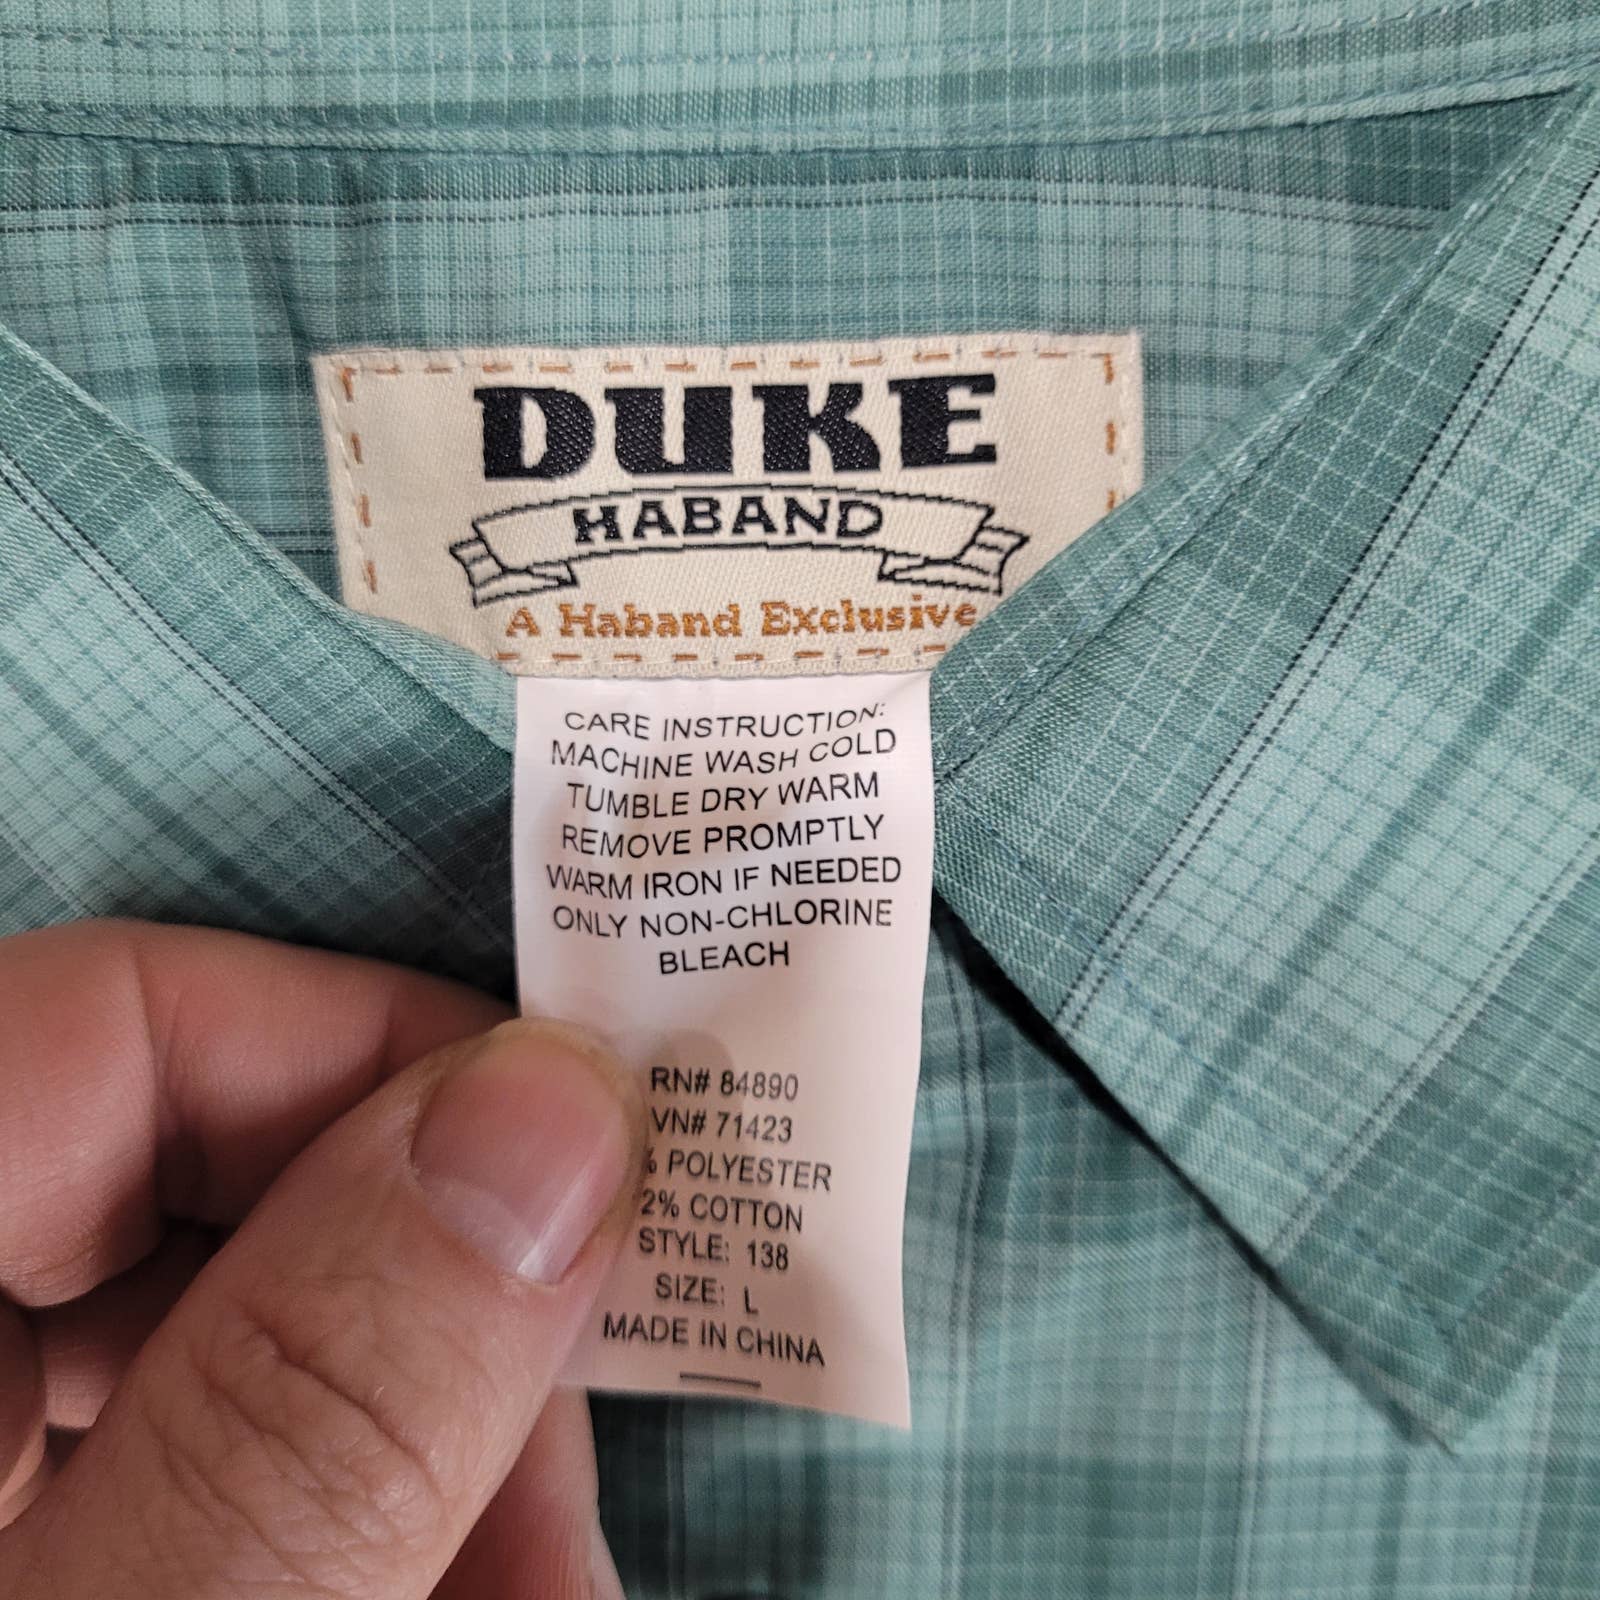 DUKE
HABAND
A Haband Exclusive
CARE INSTRUCTION:
MACHINE WASH COLD
TUMBLE DRY WARM
REMOVE PROMPTLY
WARM IRON IF NEEDED
ONLY NON-CHLORINE
BLEACH
RN# 84890
VN# 71423
% POLYESTER
2% COTTON
STYLE: 138
SIZE: L
MADE IN CHINA